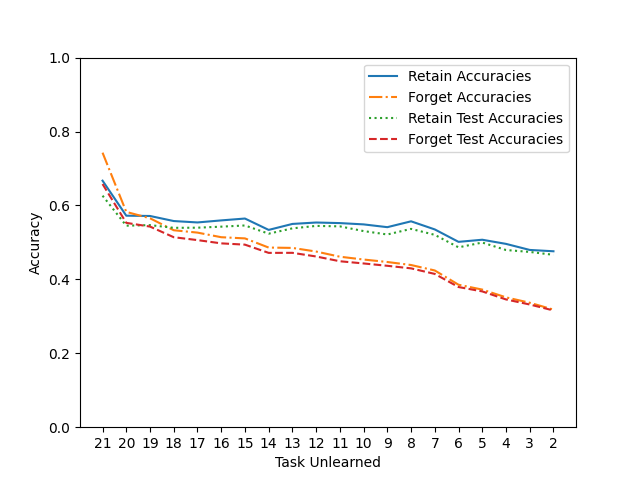 1.0
0.8
0.6
0.4
0.2
0.0
Accuracy
Retain Accuracies
Forget Accuracies
Retain Test Accuracies
Forget Test Accuracies
21 20 19 18 17 16 15 14 13 12 11 10 9 8 7 6 5 4 3 2
Task Unlearned